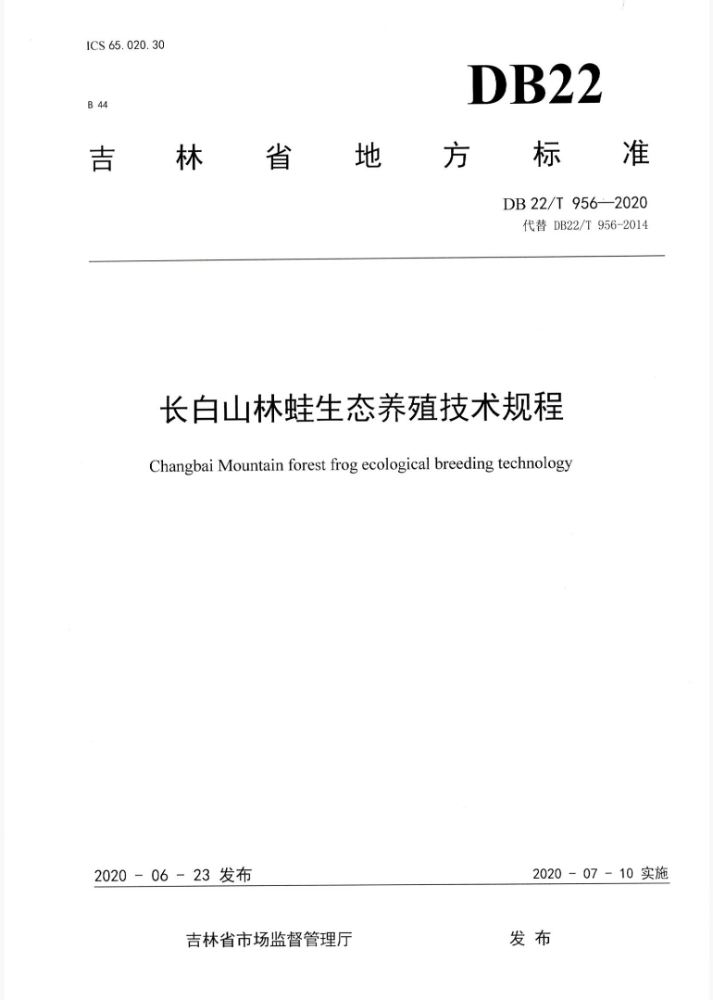 ICS 65.020.30
B 44
DB22
吉林省地方标准
DB 22/T 956—2020
代替 DB22/T 956-2014
长白山林蛙生态养殖技术规程
Changbai Mountain forest frog ecological breeding technology
2020 - 06 - 23 发布
2020 - 07 - 10 实施
吉林省市场监督管理厅 发布